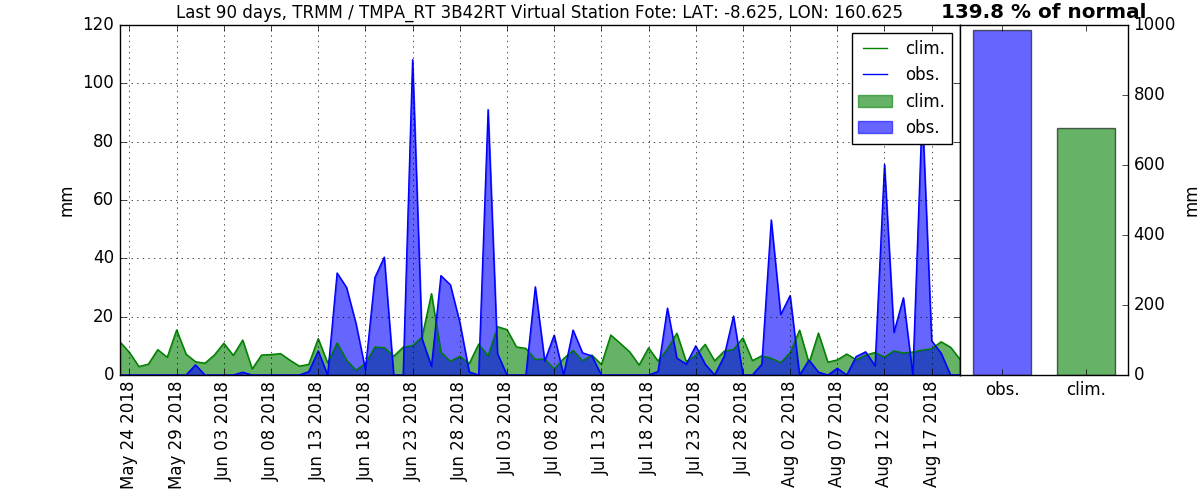 Last 90 days, TRMM / TMPA_RT 3B42RT Virtual Station Fote: LAT: -8.625, LON: 160.625
139.8 % of normal
120
100
80
60
40
20
0
mm
clim.
obs.
clim.
obs.
1000
800
600
400
200
0
mm
May 24 2018
May 29 2018
Jun 03 2018
Jun 08 2018
Jun 13 2018
Jun 18 2018
Jun 23 2018
Jun 28 2018
Jul 03 2018
Jul 08 2018
Jul 13 2018
Jul 18 2018
Jul 23 2018
Jul 28 2018
Aug 02 2018
Aug 07 2018
Aug 12 2018
Aug 17 2018
obs.
clim.